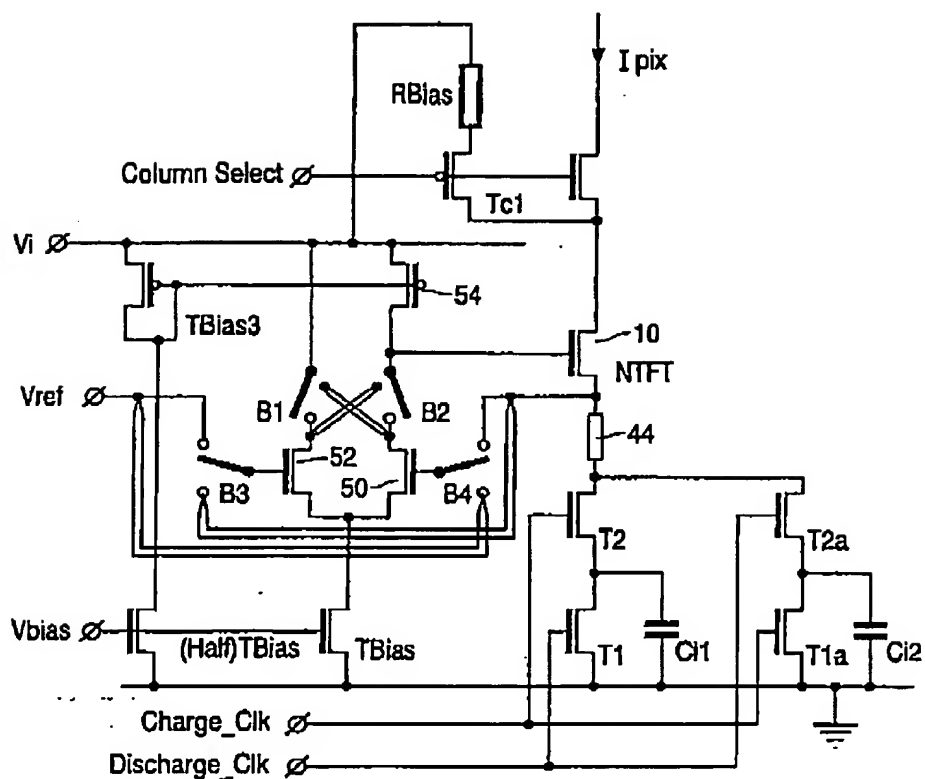 I pix
RBias
Column Select
Tc1
Vi
54
TBias3
10
NTFT
Vref
B1
B2
44
52
50
B3
B4
T2
T2a
Vbias
(Half)TBias
TBias
T1
Ci1
T1a
Ci2
Charge_Clk
Discharge_Clk